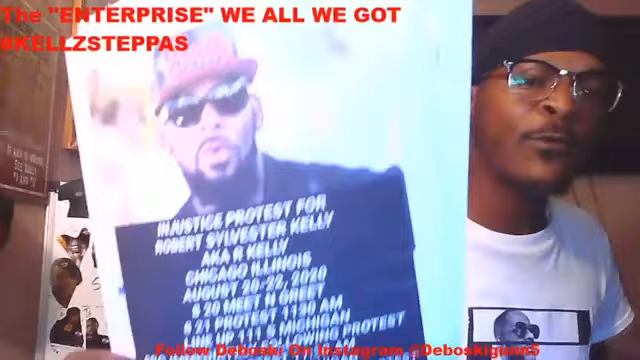 The "ENTERPRISE" WE ALL WE GOT
#KELLZSTEPPAS
INJUSTICE PROTEST FOR
ROBERT SYLVESTER KELLY
AKA R KELLY
CHICAGO ILLINOIS
AUGUST 20-22, 2020
8.20 MEET N GREET
8.21 PROTEST 11:30 AM
S MICHIGAN
PROTEST
Follow Deboski On Instagram @Deboskigunn5